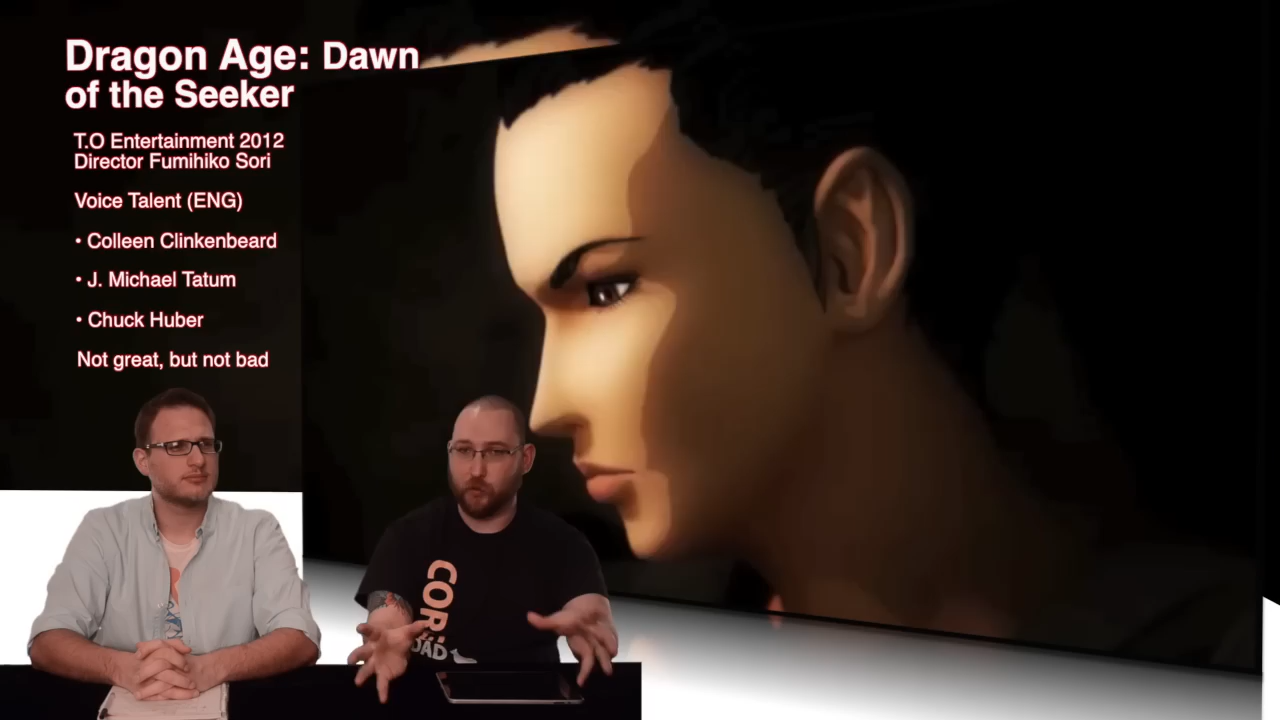 Dragon Age: Dawn
of the Seeker
T.O Entertainment 2012
Director Fumihiko Sori
Voice Talent (ENG)
• Colleen Clinkenbeard
• J. Michael Tatum
• Chuck Huber
Not great, but not bad